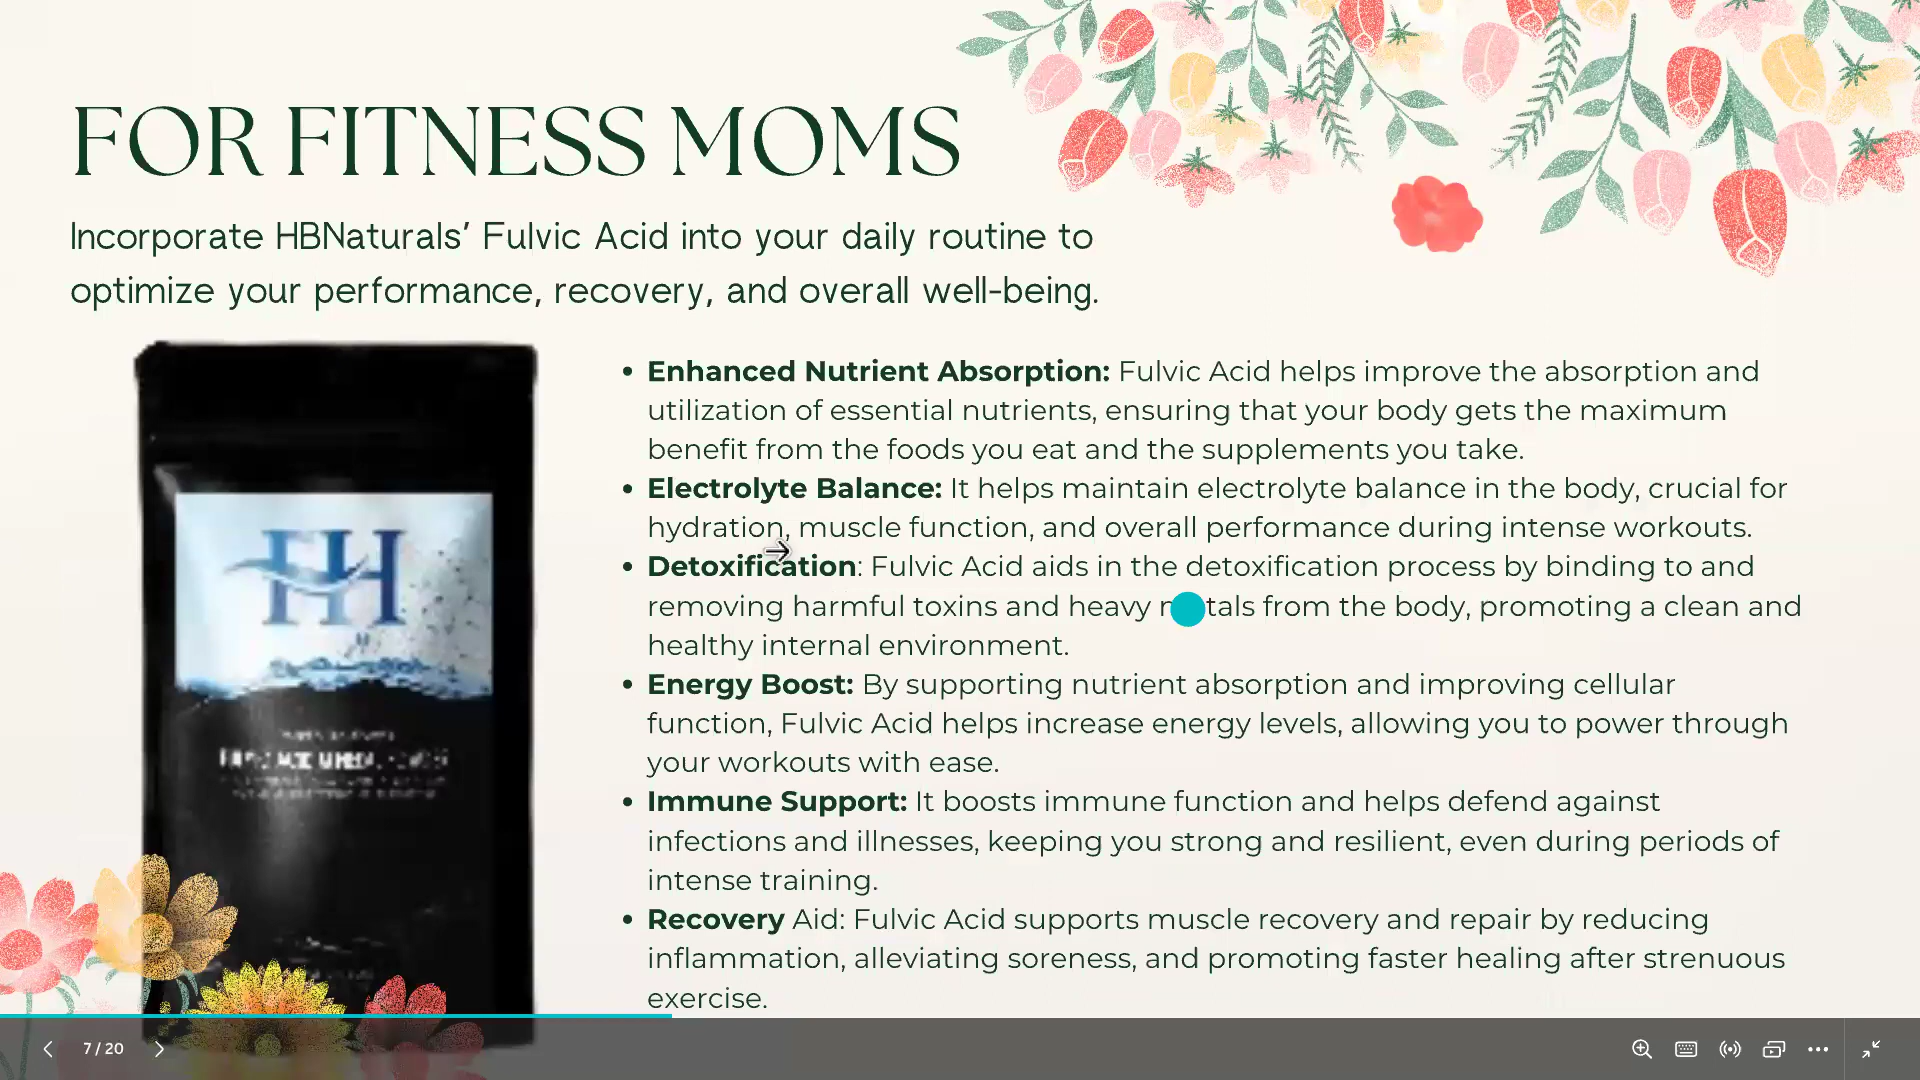 FOR FITNESS MOMS
Incorporate HBNaturals’ Fulvic Acid into your daily routine to
optimize your performance, recovery, and overall well-being.
• Enhanced Nutrient Absorption: Fulvic Acid helps improve the absorption and
utilization of essential nutrients, ensuring that your body gets the maximum
benefit from the foods you eat and the supplements you take.
• Electrolyte Balance: It helps maintain electrolyte balance in the body, crucial for
hydration, muscle function, and overall performance during intense workouts.
• Detoxification: Fulvic Acid aids in the detoxification process by binding to and
removing harmful toxins and heavy metals from the body, promoting a clean and
healthy internal environment.
• Energy Boost: By supporting nutrient absorption and improving cellular
function, Fulvic Acid helps increase energy levels, allowing you to power through
your workouts with ease.
• Immune Support: It boosts immune function and helps defend against
infections and illnesses, keeping you strong and resilient, even during periods of
intense training.
• Recovery Aid: Fulvic Acid supports muscle recovery and repair by reducing
inflammation, alleviating soreness, and promoting faster healing after strenuous
exercise.
7 / 20